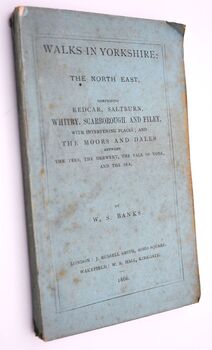 WALKS IN YORKSHIRE:
THE NORTH EAST,
COMPRISING
REDCAR, SALTBURN,
WHITBY, SCARBOROUGH AND FILEY,
WITH INTERVENING PLACES; AND
THE MOORS AND DALES
BETWEEN
THE TEES, THE DERWENT, THE VALE OF YORK,
AND THE SEA.
BY
W. S. BANKS
LONDON: J. RUSSELL SMITH, SOHO SQUARE.
WAKEFIELD: W. R. HALL, KIRKGATE.
1866.